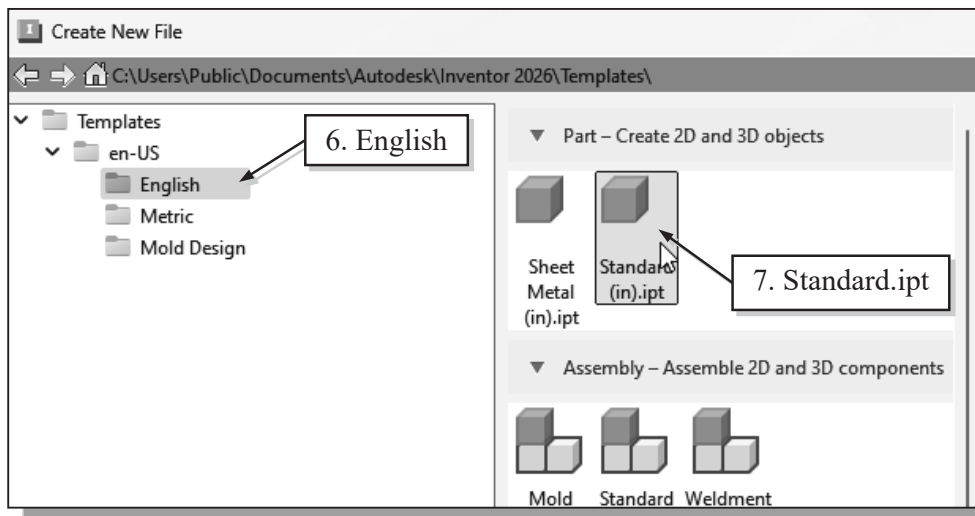 Create New File
C:\Users\Public\Documents\Autodesk\Inventor 2026\Templates\
Templates
en-US
English
Metric
Mold Design
6. English
Part – Create 2D and 3D objects
Sheet
Metal
(in).ipt
Standard
(in).ipt
7. Standard.ipt
Assembly – Assemble 2D and 3D components
Mold
Standard
Weldment